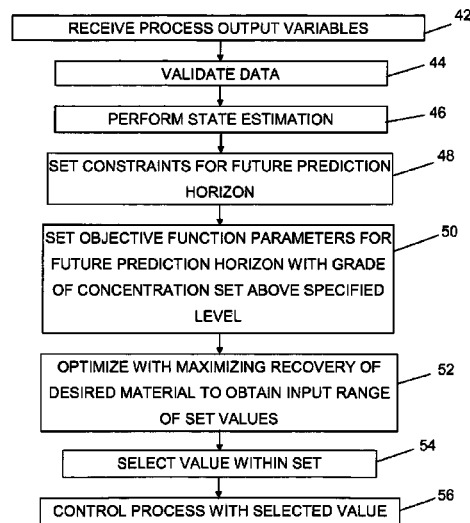 RECEIVE PROCESS OUTPUT VARIABLES
42
VALIDATE DATA
44
PERFORM STATE ESTIMATION
46
SET CONSTRAINTS FOR FUTURE PREDICTION
HORIZON
48
SET OBJECTIVE FUNCTION PARAMETERS FOR
FUTURE PREDICTION HORIZON WITH GRADE
OF CONCENTRATION SET ABOVE SPECIFIED
LEVEL
50
OPTIMIZE WITH MAXIMIZING RECOVERY OF
DESIRED MATERIAL TO OBTAIN INPUT RANGE
OF SET VALUES
52
SELECT VALUE WITHIN SET
54
CONTROL PROCESS WITH SELECTED VALUE
56